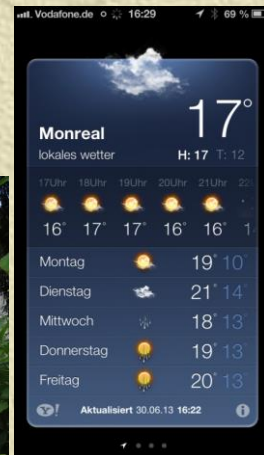 Vodafone.de 16:29 69 %
17°
Monreal
lokales wetter H: 17 T: 12
17Uhr 18Uhr 19Uhr 20Uhr 21Uhr
16° 17° 17° 16° 16°
Montag 19° 10°
Dienstag 21° 14°
Mittwoch 18° 13°
Donnerstag 19° 13°
Freitag 20° 13°
Y! Aktualisiert 30.06.13 16:22 i